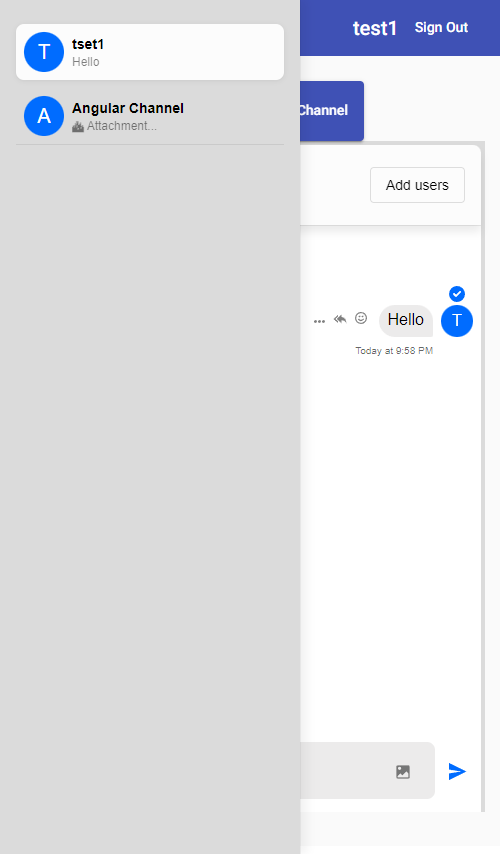 test1 Sign Out
T tset1
Hello
A Angular Channel
Attachment...
Channel
Add users
Hello T
Today at 9:58 PM